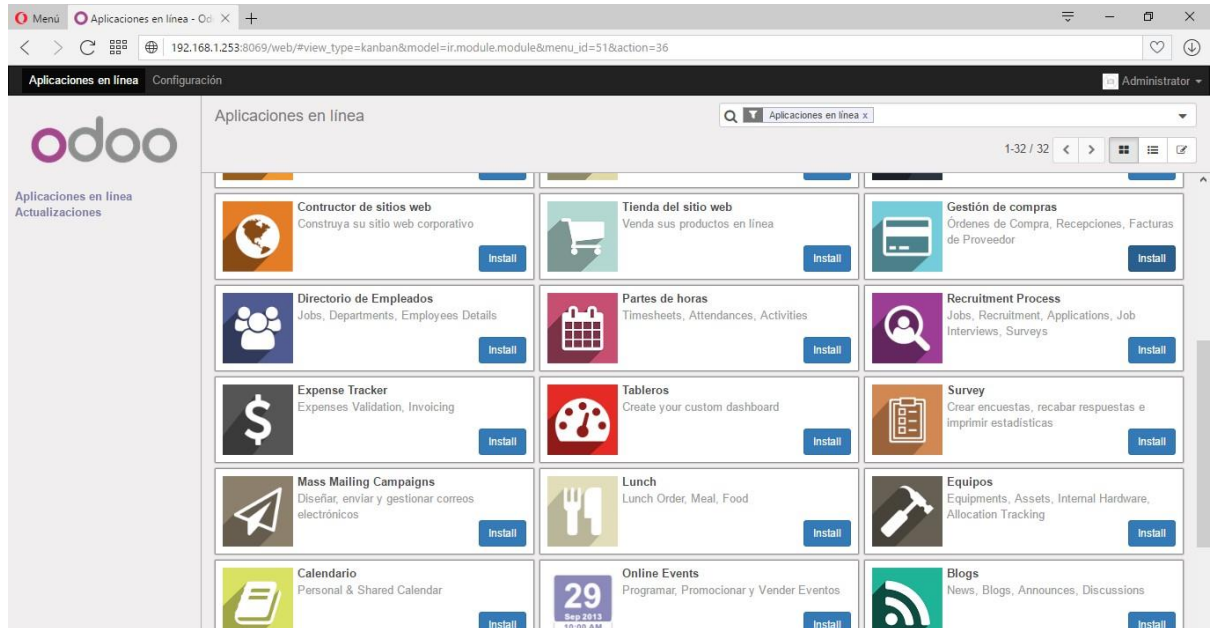 Menú
Aplicaciones en línea - Od
192.168.1.253:8069/web/#view_type=kanban&model=ir.module.module&menu_id=51&action=36
Aplicaciones en línea Configuración
Administrator
odoo
Aplicaciones en línea
Aplicaciones en línea x
1-32 / 32
Aplicaciones en línea
Actualizaciones
Contructor de sitios web
Construya su sitio web corporativo
Install
Tienda del sitio web
Venda sus productos en línea
Install
Gestión de compras
Órdenes de Compra, Recepciones, Facturas
de Proveedor
Install
Directorio de Empleados
Jobs, Departments, Employees Details
Install
Partes de horas
Timesheets, Attendances, Activities
Install
Recruitment Process
Jobs, Recruitment, Applications, Job
Interviews, Surveys
Install
Expense Tracker
Expenses Validation, Invoicing
Install
Tableros
Create your custom dashboard
Install
Survey
Crear encuestas, recabar respuestas e
imprimir estadísticas
Install
Mass Mailing Campaigns
Diseñar, enviar y gestionar correos
electrónicos
Install
Lunch
Lunch Order, Meal, Food
Install
Equipos
Equipments, Assets, Internal Hardware,
Allocation Tracking
Install
Calendario
Personal & Shared Calendar
Install
29
Sep 2013
10:00 AM
Online Events
Programar, Promocionar y Vender Eventos
Install
Blogs
News, Blogs, Announces, Discussions
Install